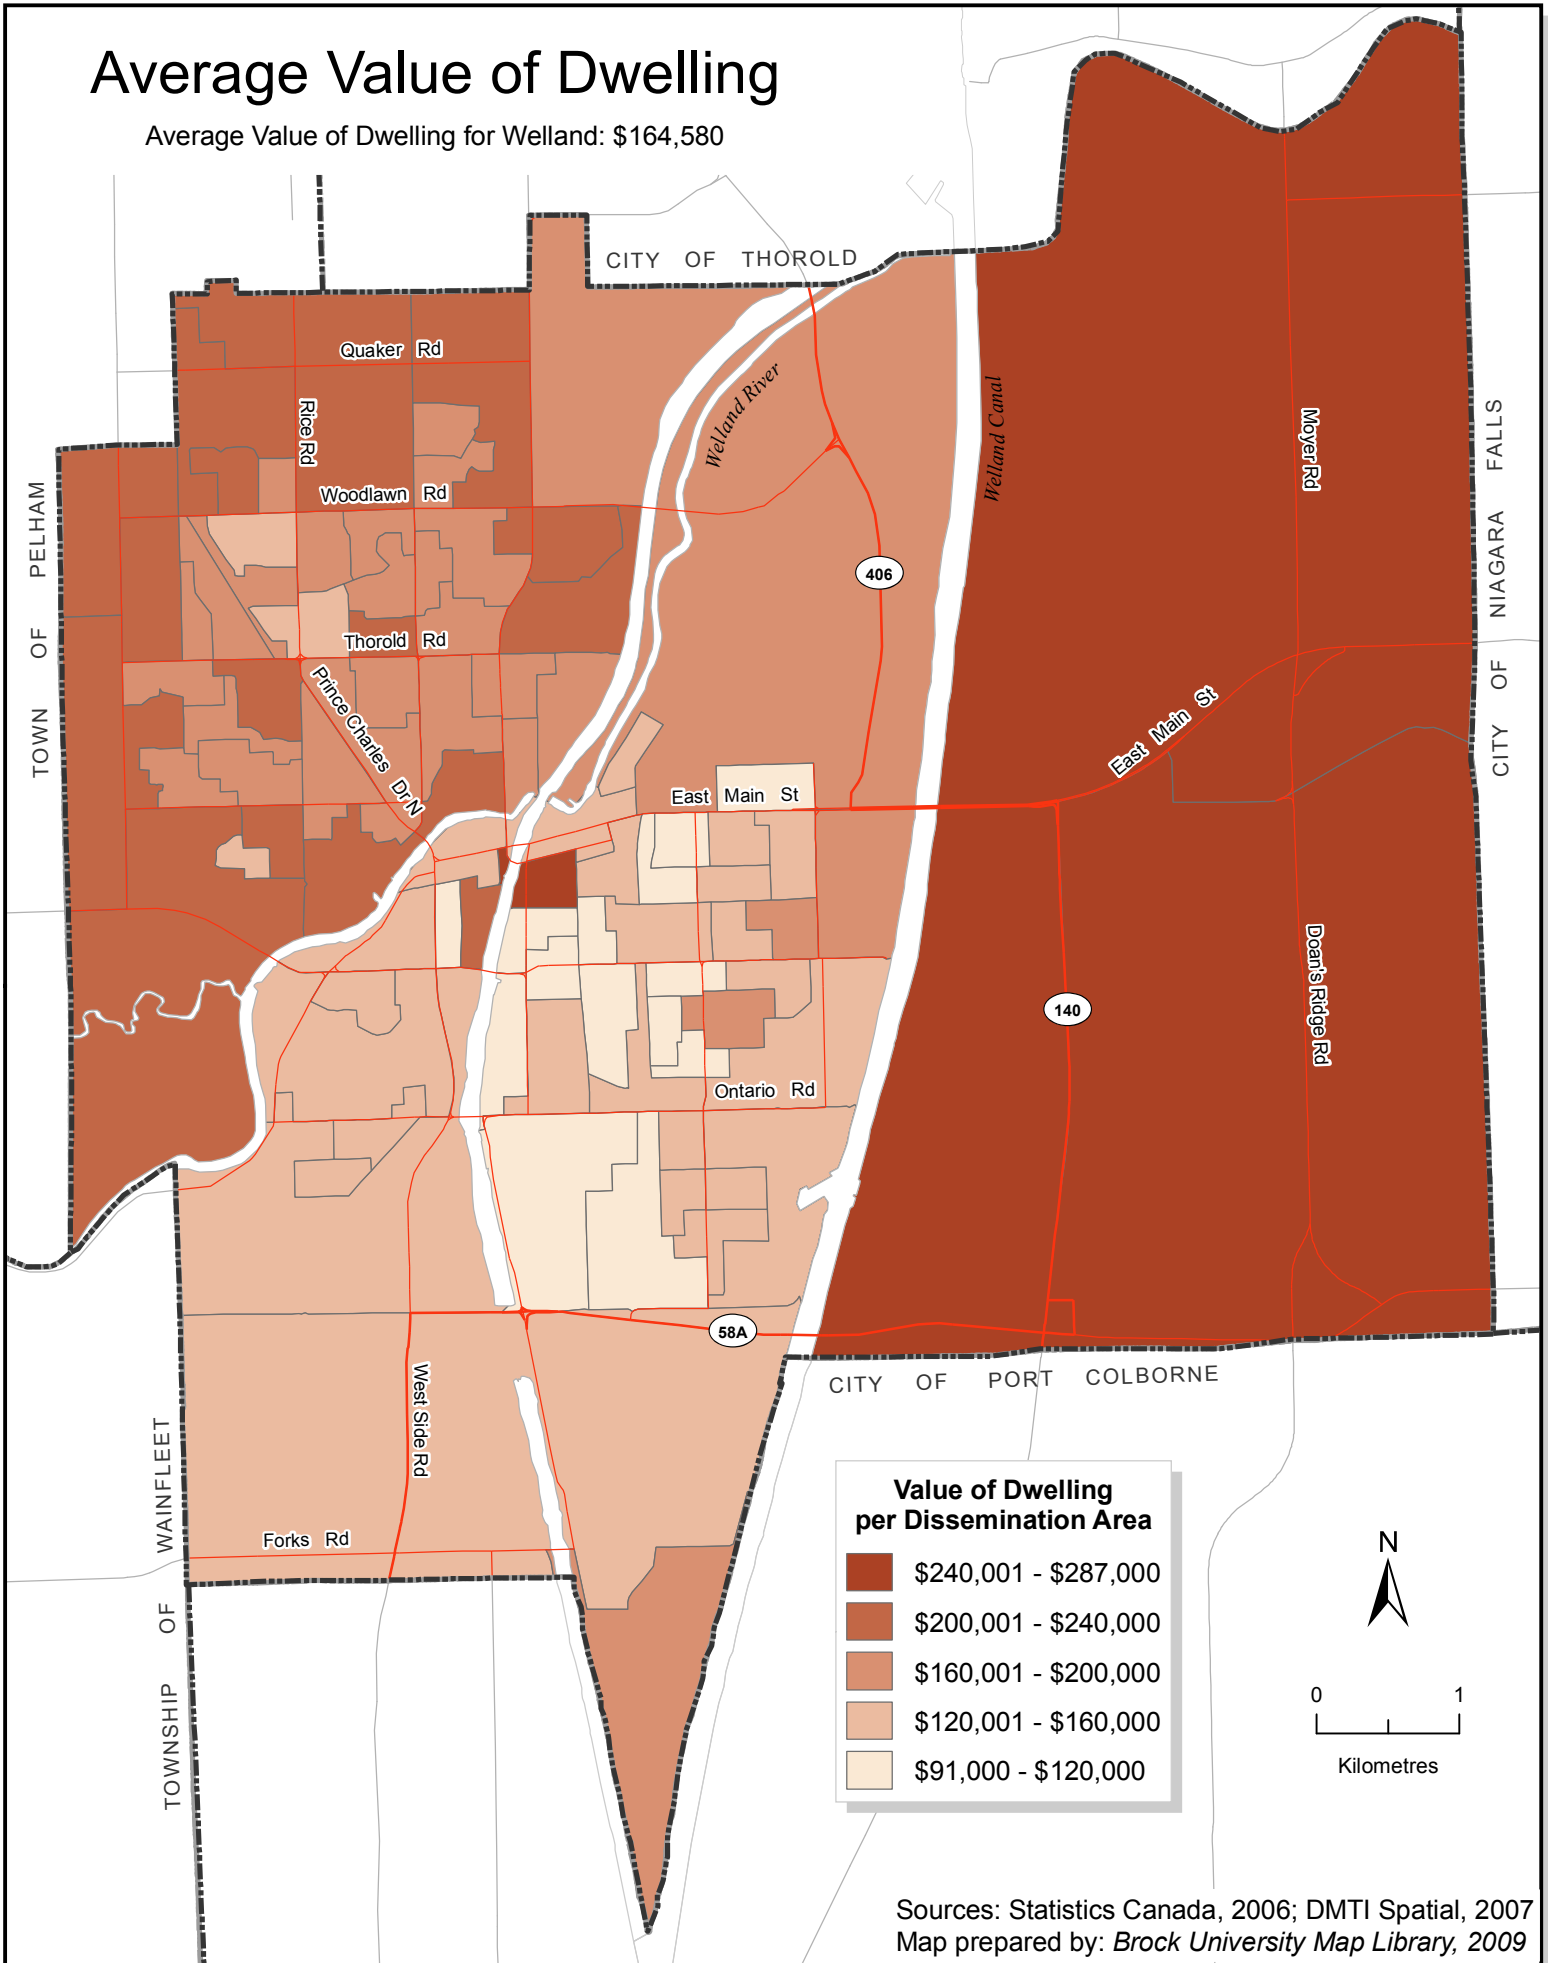 Average Value of Dwelling
Average Value of Dwelling for Welland: $164,580
CITY OF THOROLD
Quaker Rd
Rice Rd
Welland River
Welland Canal
Moyer Rd
CITY OF NIAGARA FALLS
TOWN OF PELHAM
Woodlawn Rd
406
Thorold Rd
Prince Charles Dr N
East Main St
East Main St
Doan's Ridge Rd
140
Ontario Rd
58A
CITY OF PORT COLBORNE
West Side Rd
TOWNSHIP OF WAINFLEET
Forks Rd
Value of Dwelling
per Dissemination Area
$240,001 - $287,000
$200,001 - $240,000
$160,001 - $200,000
$120,001 - $160,000
$91,000 - $120,000
N
0 1
Kilometres
Sources: Statistics Canada, 2006; DMTI Spatial, 2007
Map prepared by: Brock University Map Library, 2009